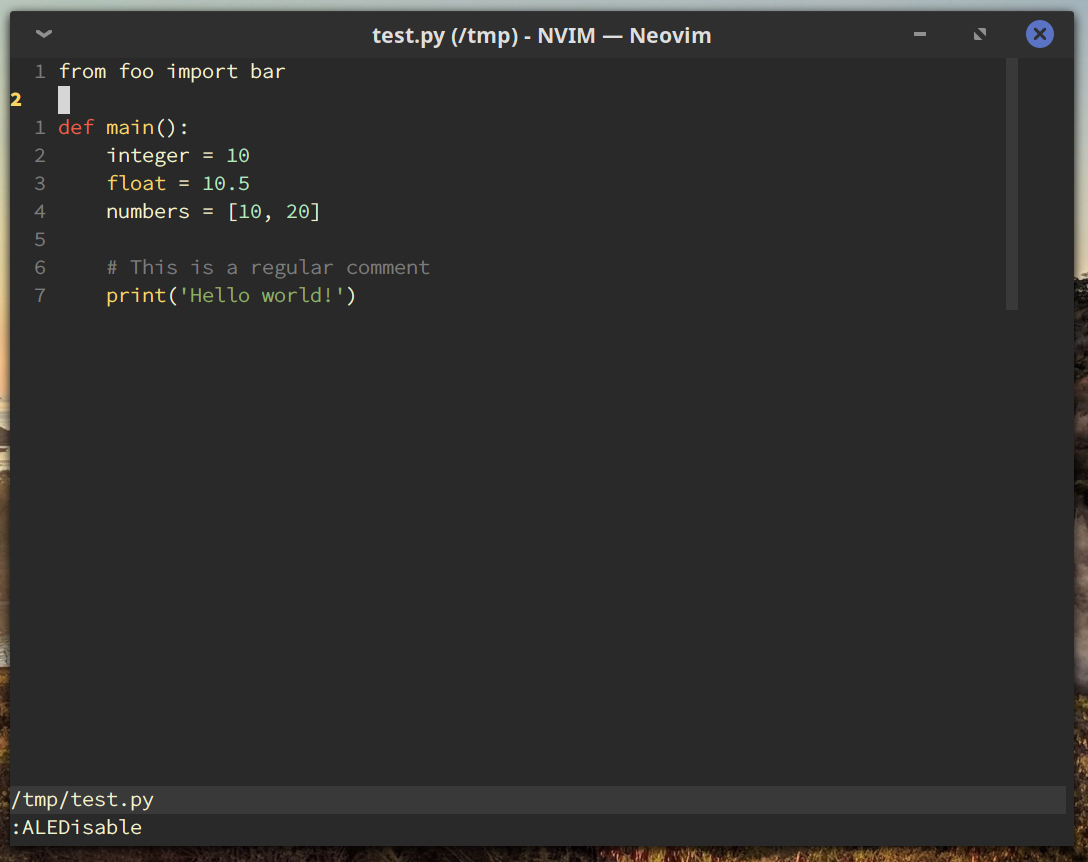 test.py (/tmp) - NVIM — Neovim
1 from foo import bar
2
1 def main():
2     integer = 10
3     float = 10.5
4     numbers = [10, 20]
5
6     # This is a regular comment
7     print('Hello world!')
/tmp/test.py
:ALEDisable